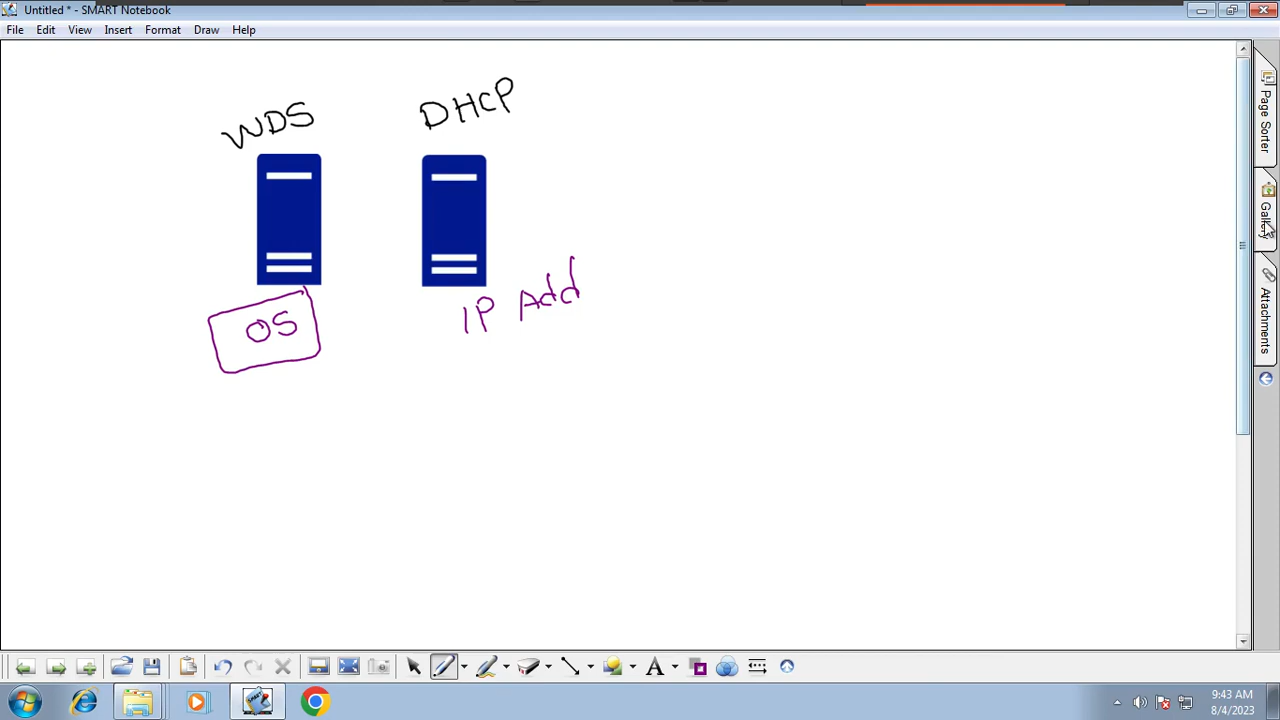 Untitled * - SMART Notebook
File Edit View Insert Format Draw Help
WDS
DHCP
OS
IP Add
Page Sorter
Gallery
Attachments
A
9:43 AM
8/4/2023